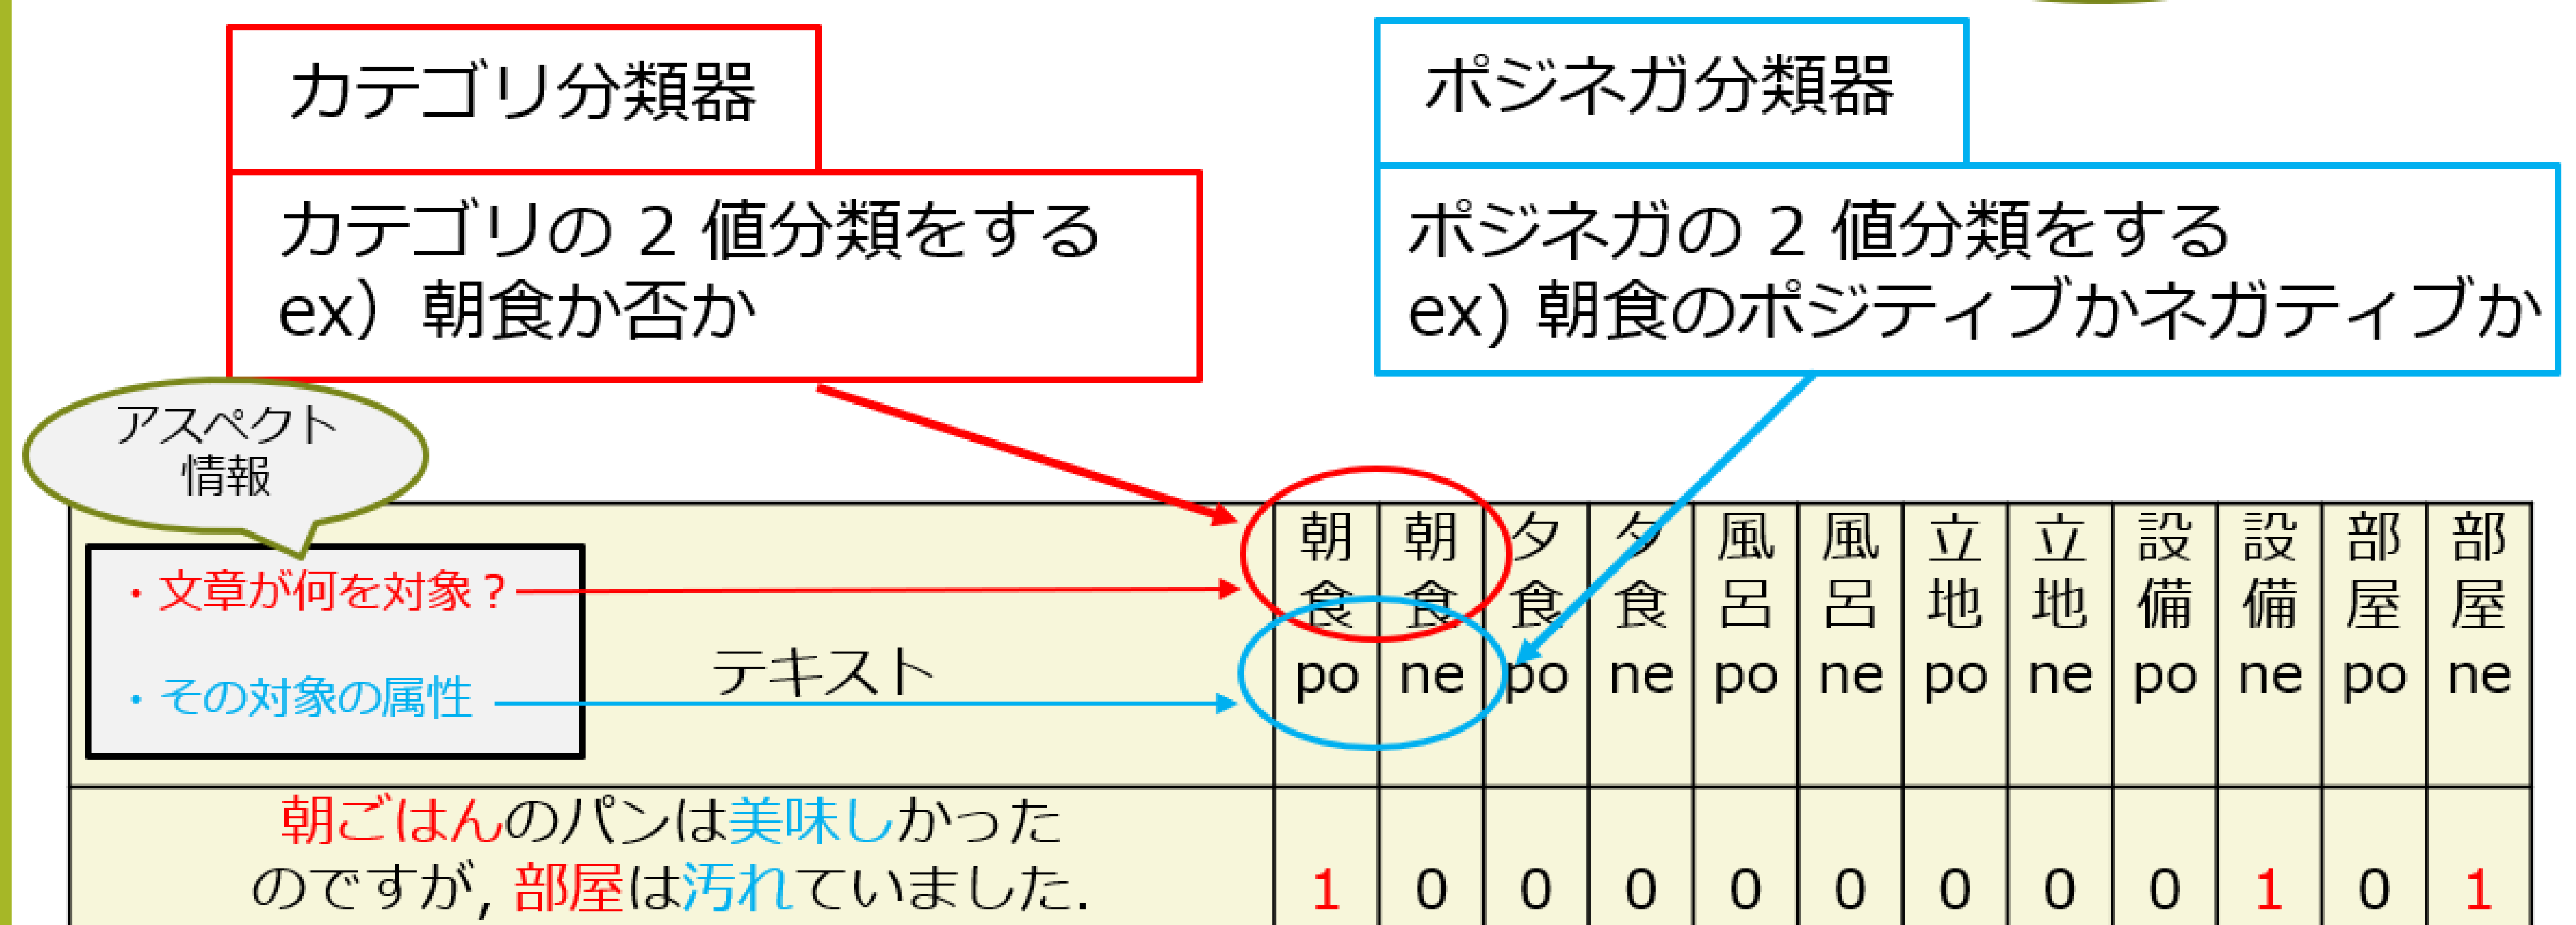 カテゴリ分類器
カテゴリの 2 値分類をする
ex）朝食か否か
ポジネガ分類器
ポジネガの 2 値分類をする
ex) 朝食のポジティブかネガティブか
アスペクト
情報
・文章が何を対象？
・その対象の属性
テキスト
朝食 po
朝食 ne
夕食 po
夕食 ne
風呂 po
風呂 ne
立地 po
立地 ne
設備 po
設備 ne
部屋 po
部屋 ne
朝ごはんのパンは美味しかった
のですが, 部屋は汚れていました.
1 0 0 0 0 0 0 0 0 1 0 1